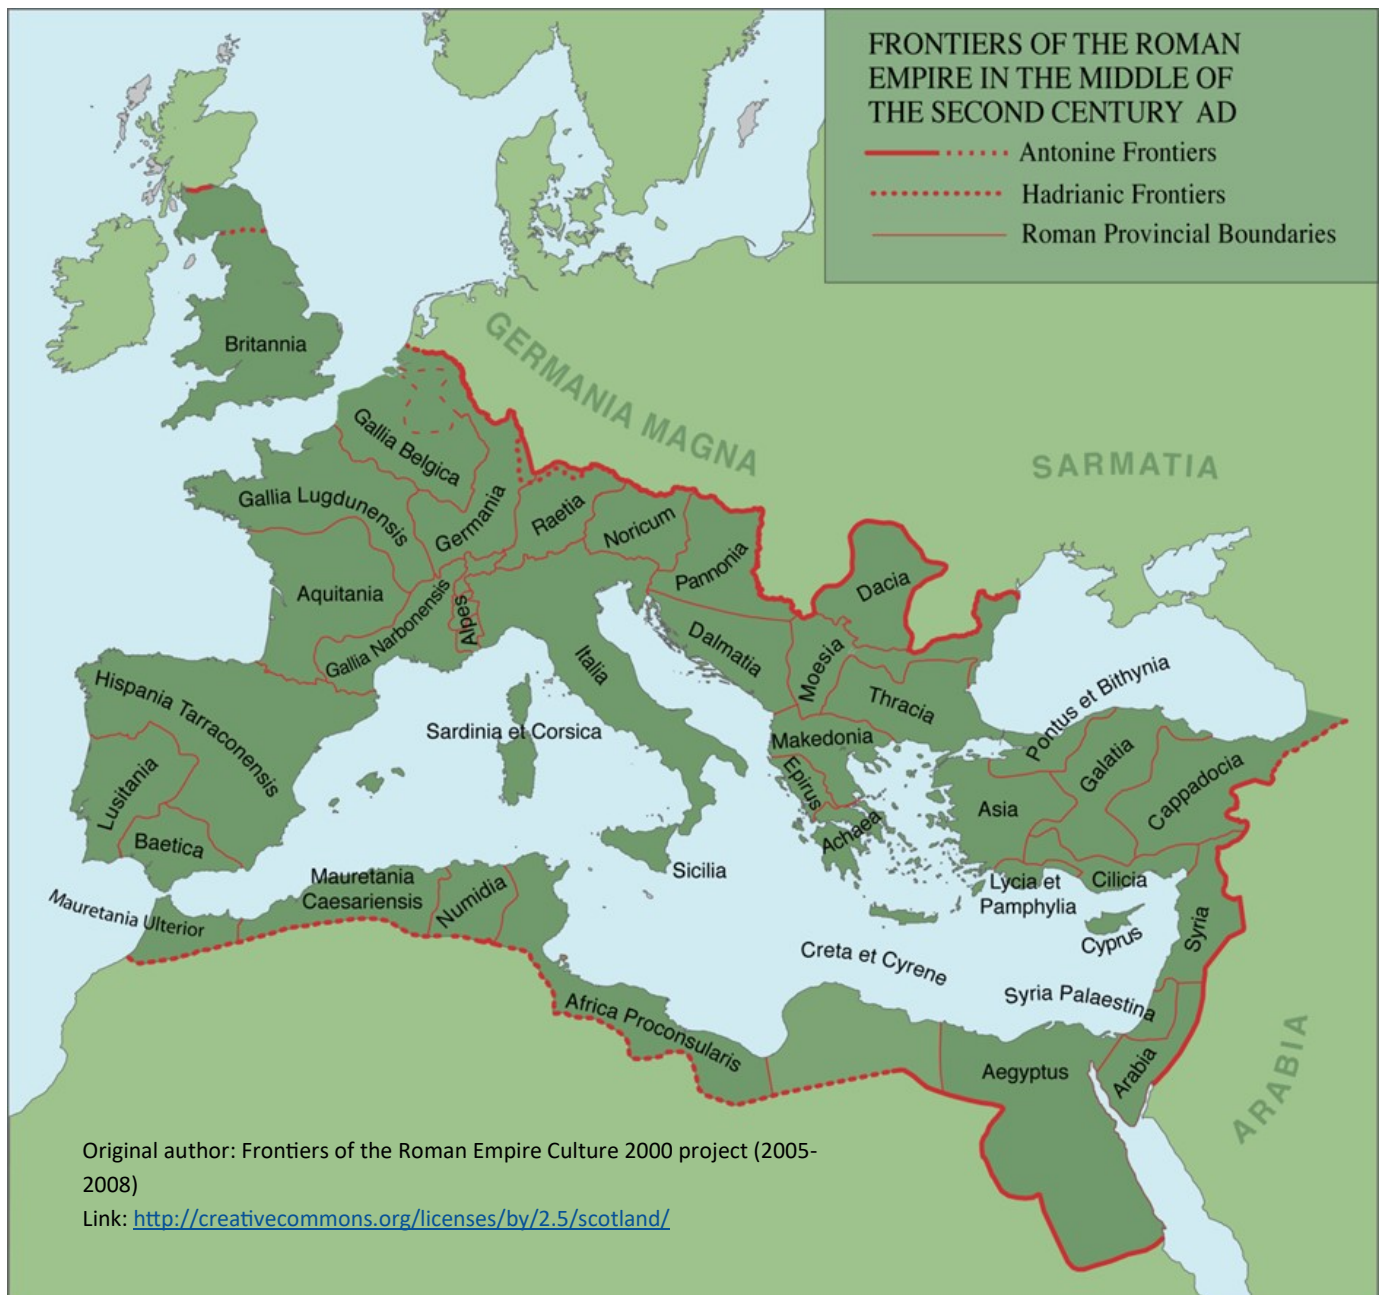 FRONTIERS OF THE ROMAN
EMPIRE IN THE MIDDLE OF
THE SECOND CENTURY AD
Antonine Frontiers
Hadrianic Frontiers
Roman Provincial Boundaries
GERMANIA MAGNA
SARMATIA
Britannia
Gallia Belgica
Gallia Lugdunensis
Germania
Raetia
Noricum
Pannonia
Dacia
Aquitania
Gallia Narbonensis
Alpes
Italia
Dalmatia
Moesia
Thracia
Pontus et Bithynia
Hispania Tarraconensis
Lusitania
Baetica
Sardinia et Corsica
Makedonia
Epirus
Achaea
Asia
Galatia
Cappadocia
Sicilia
Lycia et
Pamphylia
Cilicia
Cyprus
Syria
Mauretania Ulterior
Mauretania
Caesariensis
Numidia
Africa Proconsularis
Creta et Cyrene
Syria Palaestina
Aegyptus
Arabia
ARABIA
Original author: Frontiers of the Roman Empire Culture 2000 project (2005-
2008)
Link: http://creativecommons.org/licenses/by/2.5/scotland/